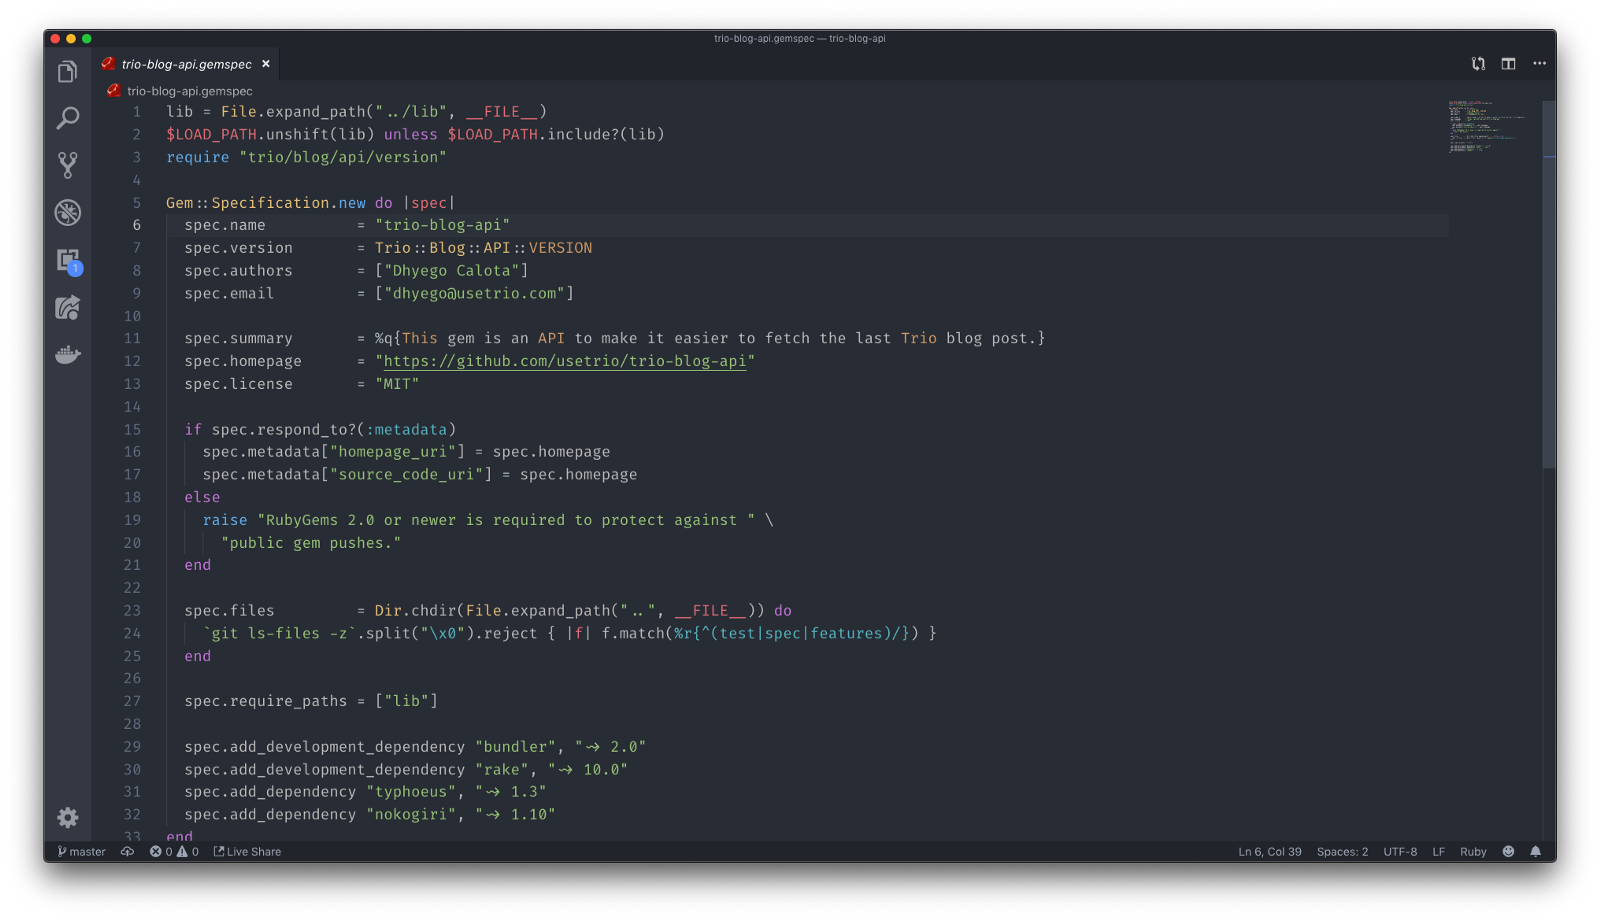 trio-blog-api.gemspec — trio-blog-api
trio-blog-api.gemspec ×
trio-blog-api.gemspec
1 lib = File.expand_path("../lib", __FILE__)
2 $LOAD_PATH.unshift(lib) unless $LOAD_PATH.include?(lib)
3 require "trio/blog/api/version"
4
5 Gem::Specification.new do |spec|
6   spec.name          = "trio-blog-api"
7   spec.version       = Trio::Blog::API::VERSION
8   spec.authors       = ["Dhyego Calota"]
9   spec.email         = ["dhyego@usetrio.com"]
10
11   spec.summary       = %q{This gem is an API to make it easier to fetch the last Trio blog post.}
12   spec.homepage      = "https://github.com/usetrio/trio-blog-api"
13   spec.license       = "MIT"
14
15   if spec.respond_to?(:metadata)
16     spec.metadata["homepage_uri"] = spec.homepage
17     spec.metadata["source_code_uri"] = spec.homepage
18   else
19     raise "RubyGems 2.0 or newer is required to protect against " \
20       "public gem pushes."
21   end
22
23   spec.files         = Dir.chdir(File.expand_path("..", __FILE__)) do
24     `git ls-files -z`.split("\x0").reject { |f| f.match(%r{^(test|spec|features)/}) }
25   end
26
27   spec.require_paths = ["lib"]
28
29   spec.add_development_dependency "bundler", "~> 2.0"
30   spec.add_development_dependency "rake", "~> 10.0"
31   spec.add_dependency "typhoeus", "~> 1.3"
32   spec.add_dependency "nokogiri", "~> 1.10"
33 end
1
master 0 0 Live Share Ln 6, Col 39 Spaces: 2 UTF-8 LF Ruby